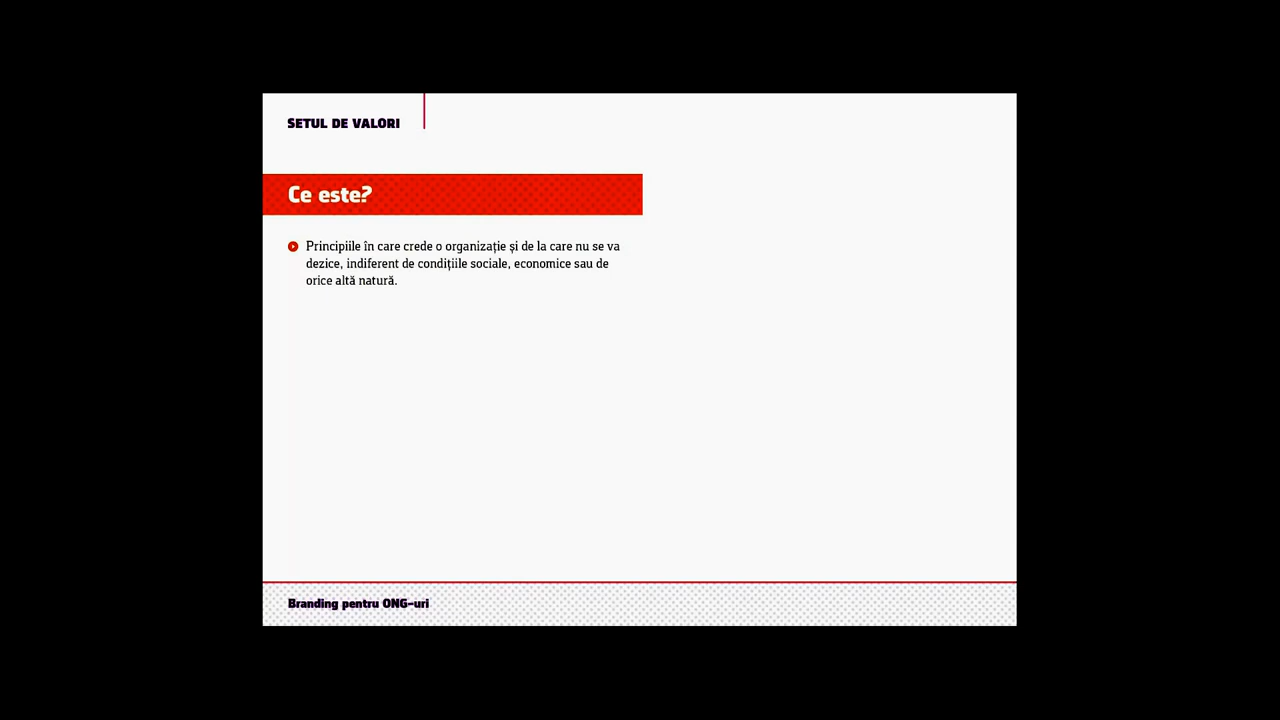 SETUL DE VALORI
Ce este?
Principiile în care crede o organizație și de la care nu se va
dezice, indiferent de condițiile sociale, economice sau de
orice altă natură.
Branding pentru ONG-uri